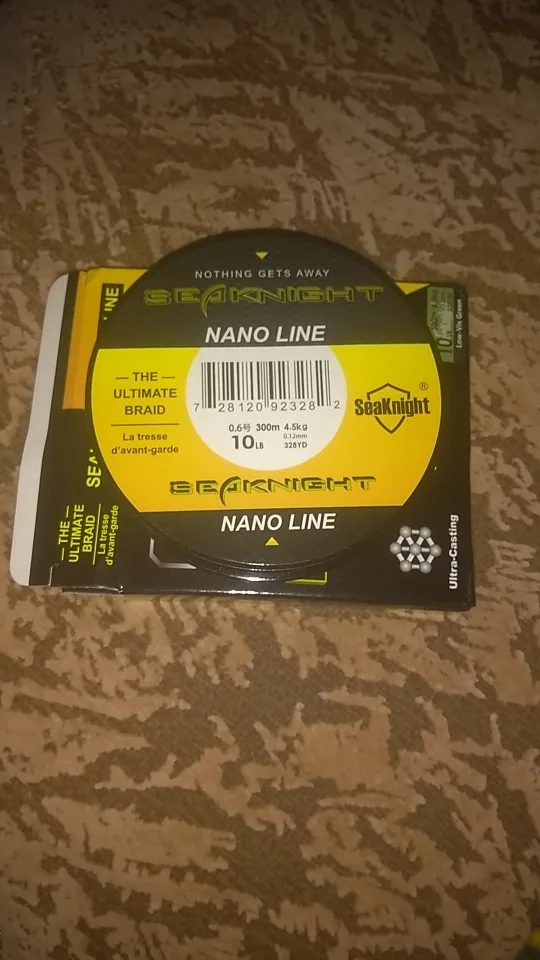 NOTHING GETS AWAY
SEAKNIGHT
NANO LINE
— THE —
ULTIMATE
BRAID
La tresse
d'avant-garde
7 28120 92328 2
0.6号 300m 4.5kg
10LB 0.12mm
328YD
SeaKnight®
SEAKNIGHT
NANO LINE
INE
SEA
— THE —
ULTIMATE
BRAID
La tresse
d'avant-garde
Low-Vis Green
Ultra-Casting